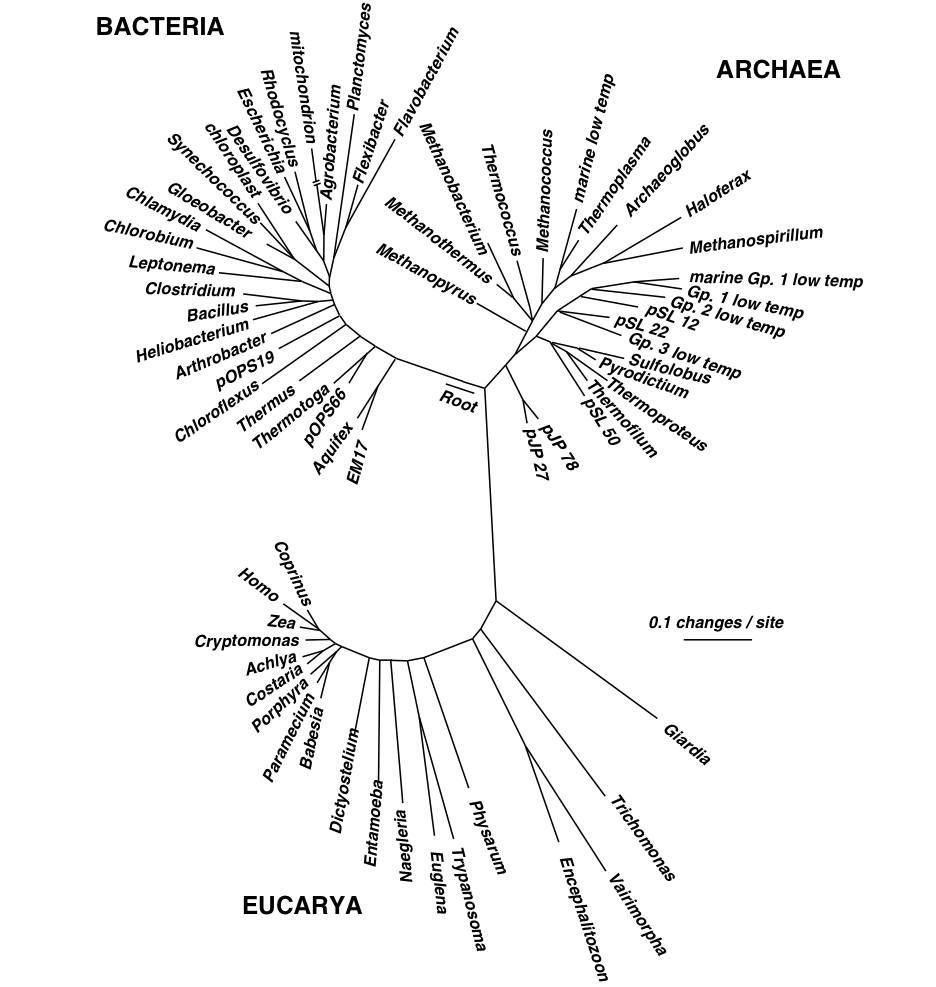 BACTERIA
ARCHAEA
mitochondrion
Planctomyces
Flavobacterium
Rhodocyclus
Escherichia
Desulfovibrio
chloroplast
Synechococcus
Agrobacterium
Flexibacter
Gloeobacter
Chlamydia
Chlorobium
Leptonema
Clostridium
Bacillus
Heliobacterium
Arthrobacter
pOPS19
Chloroflexus
Thermus
Thermotoga
pOPS66
Aquifex
EM17
Root
Methanobacterium
Thermococcus
Methanococcus
marine low temp
Thermoplasma
Archaeoglobus
Haloferax
Methanospirillum
Methanothermus
Methanopyrus
marine Gp. 1 low temp
Gp. 1 low temp
Gp. 2 low temp
pSL 12
pSL 22
Gp. 3 low temp
Sulfolobus
Pyrodictium
Thermoproteus
Thermofilum
pSL 50
pJP 78
pJP 27
Coprinus
Homo
Zea
Cryptomonas
Achlya
Costaria
Porphyra
Paramecium
Babesia
Dictyostelium
Entamoeba
Naegleria
Euglena
Trypanosoma
Physarum
Encephalitozoon
Vairimorpha
Trichomonas
Giardia
0.1 changes / site
EUCARYA